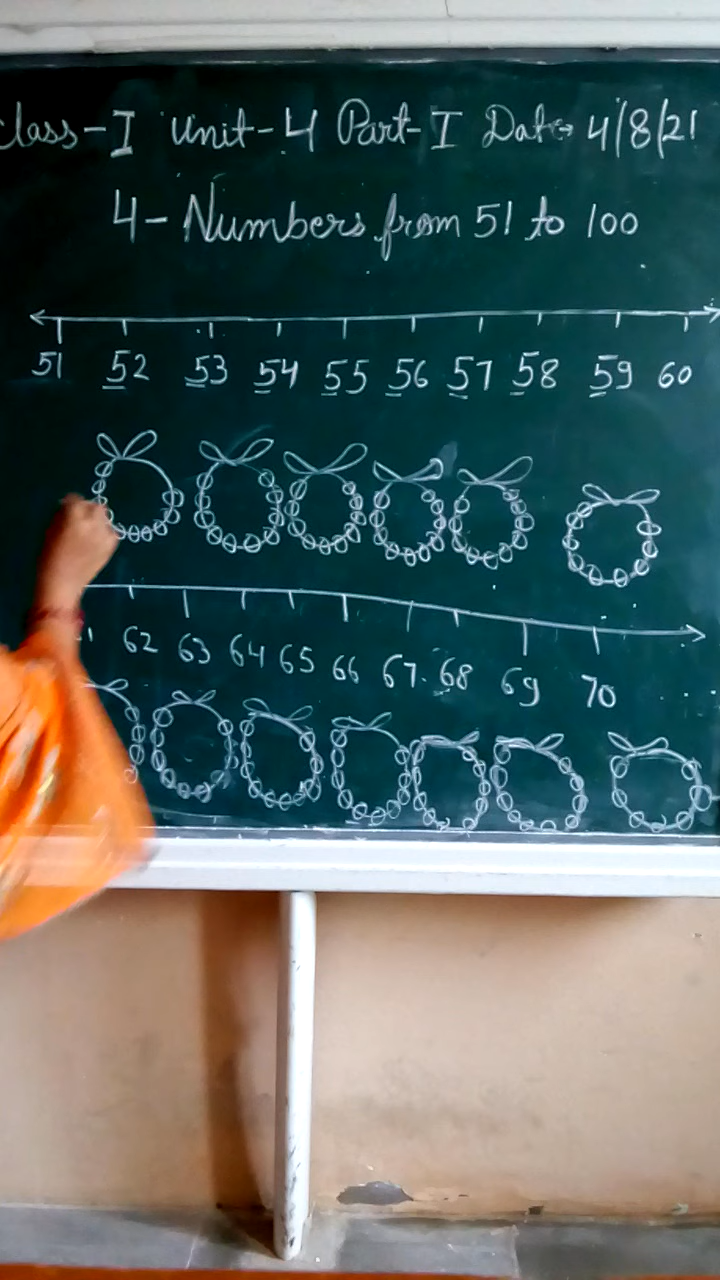 Class-I Unit-4 Part-I Date 4/8/21
4- Numbers from 51 to 100
51 52 53 54 55 56 57 58 59 60
62 63 64 65 66 67 68 69 70